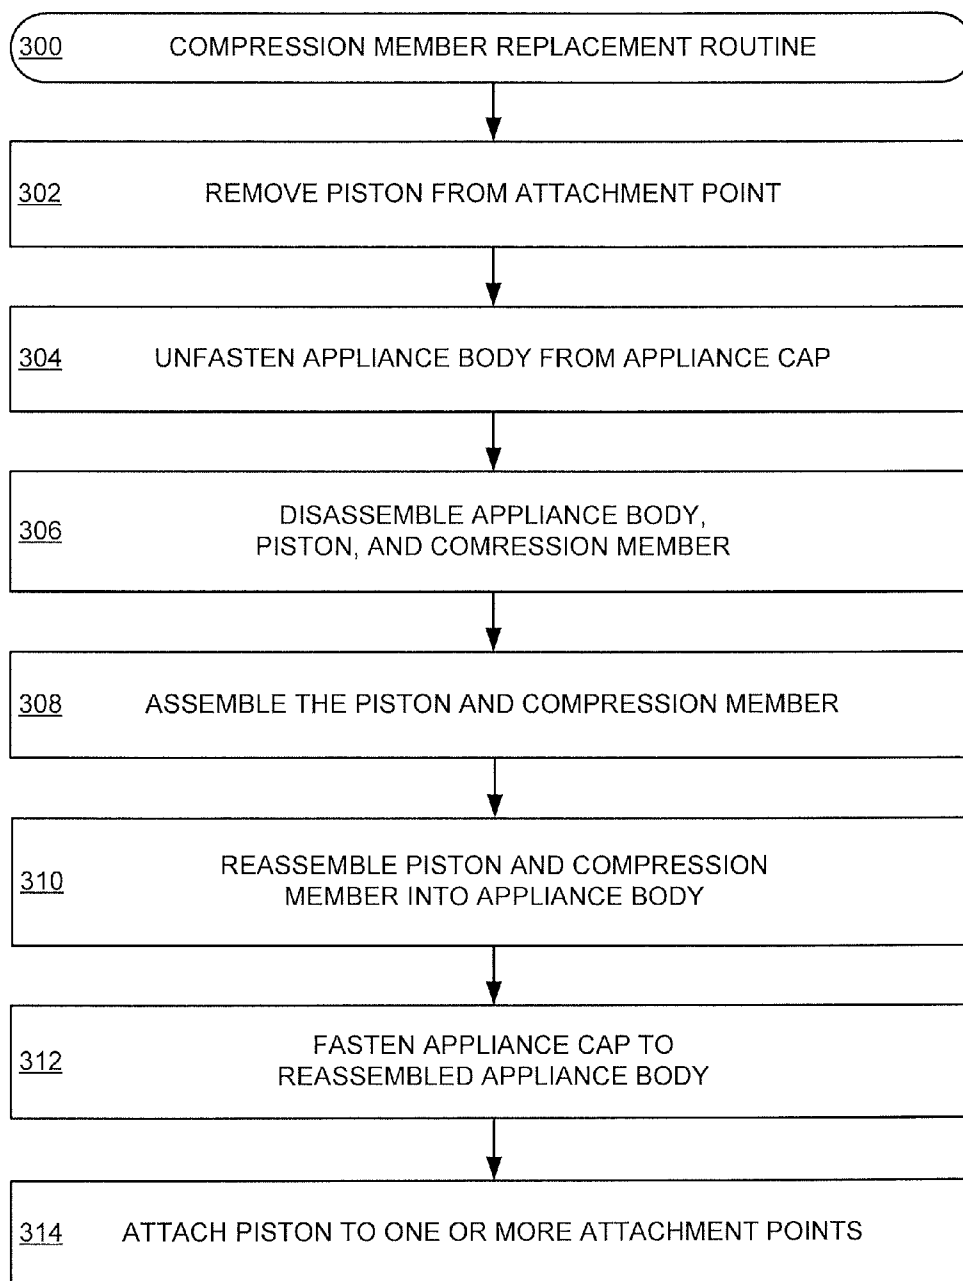 300 COMPRESSION MEMBER REPLACEMENT ROUTINE
302 REMOVE PISTON FROM ATTACHMENT POINT
304 UNFASTEN APPLIANCE BODY FROM APPLIANCE CAP
306 DISASSEMBLE APPLIANCE BODY,
PISTON, AND COMRESSION MEMBER
308 ASSEMBLE THE PISTON AND COMPRESSION MEMBER
310 REASSEMBLE PISTON AND COMPRESSION
MEMBER INTO APPLIANCE BODY
312 FASTEN APPLIANCE CAP TO
REASSEMBLED APPLIANCE BODY
314 ATTACH PISTON TO ONE OR MORE ATTACHMENT POINTS